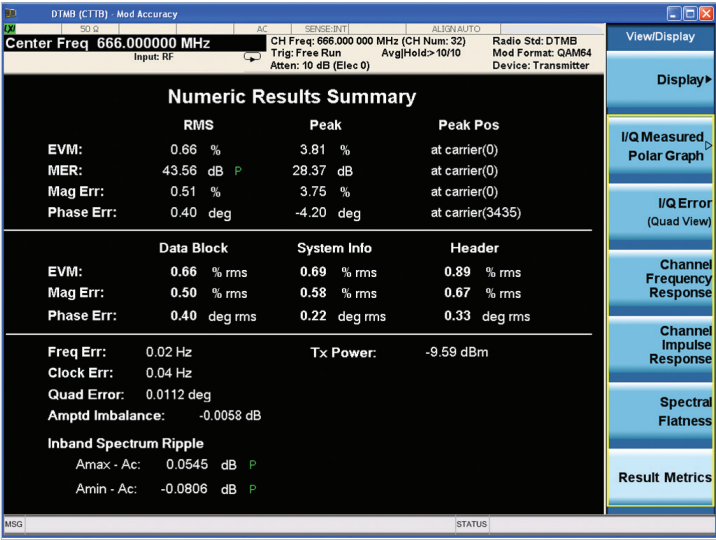 DTMB (CTTB) - Mod Accuracy
50 Ω AC SENSE:INT ALIGN AUTO
Center Freq 666.000000 MHz
Input: RF
CH Freq: 666.000 000 MHz (CH Num: 32) Radio Std: DTMB
Trig: Free Run Avg|Hold:>10/10 Mod Format: QAM64
Atten: 10 dB (Elec 0) Device: Transmitter
Numeric Results Summary
RMS Peak Peak Pos
EVM: 0.66 % 3.81 % at carrier(0)
MER: 43.56 dB P 28.37 dB at carrier(0)
Mag Err: 0.51 % 3.75 % at carrier(0)
Phase Err: 0.40 deg -4.20 deg at carrier(3435)
Data Block System Info Header
EVM: 0.66 % rms 0.69 % rms 0.89 % rms
Mag Err: 0.50 % rms 0.58 % rms 0.67 % rms
Phase Err: 0.40 deg rms 0.22 deg rms 0.33 deg rms
Freq Err: 0.02 Hz Tx Power: -9.59 dBm
Clock Err: 0.04 Hz
Quad Error: 0.0112 deg
Amptd Imbalance: -0.0058 dB
Inband Spectrum Ripple
Amax - Ac: 0.0545 dB P
Amin - Ac: -0.0806 dB P
View/Display
Display
I/Q Measured
Polar Graph
I/Q Error
(Quad View)
Channel
Frequency
Response
Channel
Impulse
Response
Spectral
Flatness
Result Metrics
MSG STATUS